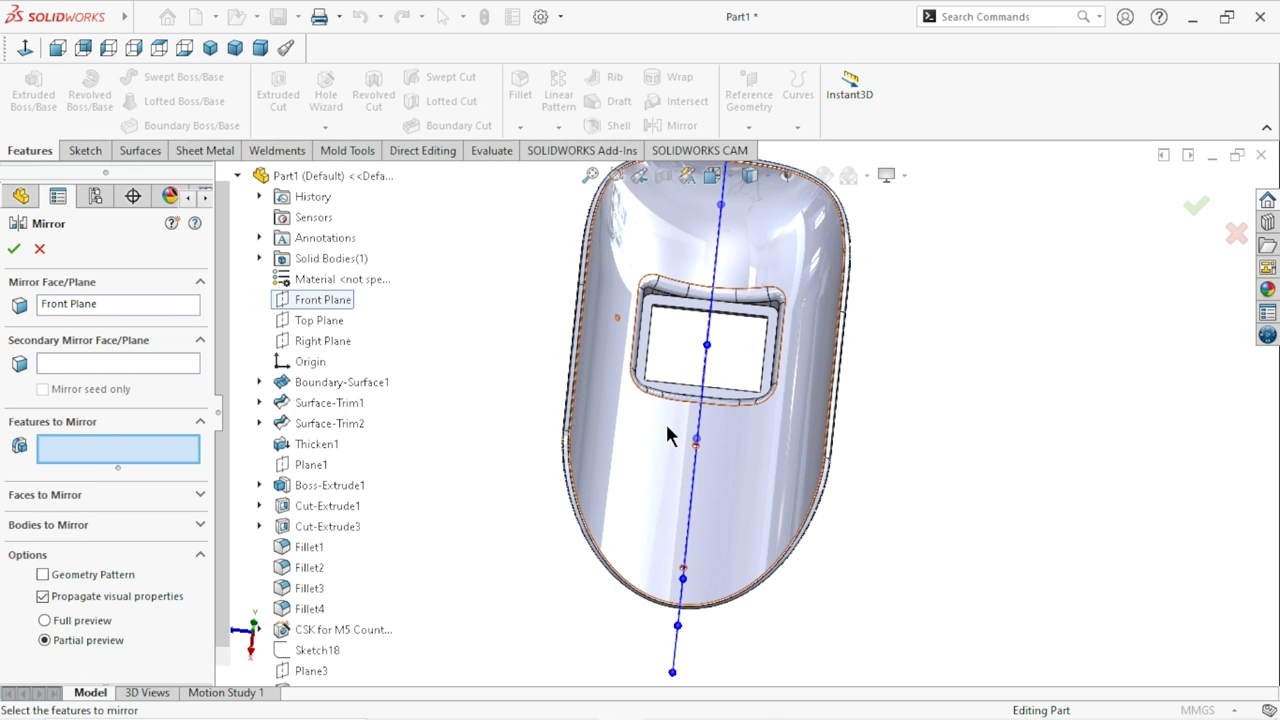 SOLIDWORKS
Part1 *
Search Commands
Extruded Boss/Base
Revolved Boss/Base
Swept Boss/Base
Lofted Boss/Base
Boundary Boss/Base
Extruded Cut
Hole Wizard
Revolved Cut
Swept Cut
Lofted Cut
Boundary Cut
Fillet
Linear Pattern
Rib
Draft
Shell
Wrap
Intersect
Mirror
Reference Geometry
Curves
Instant3D
Features
Sketch
Surfaces
Sheet Metal
Weldments
Mold Tools
Direct Editing
Evaluate
SOLIDWORKS Add-Ins
SOLIDWORKS CAM
Mirror
Mirror Face/Plane
Front Plane
Secondary Mirror Face/Plane
Mirror seed only
Features to Mirror
Faces to Mirror
Bodies to Mirror
Options
Geometry Pattern
Propagate visual properties
Full preview
Partial preview
Part1 (Default) <<Defa...
History
Sensors
Annotations
Solid Bodies(1)
Material <not spe...
Front Plane
Top Plane
Right Plane
Origin
Boundary-Surface1
Surface-Trim1
Surface-Trim2
Thicken1
Plane1
Boss-Extrude1
Cut-Extrude1
Cut-Extrude3
Fillet1
Fillet2
Fillet3
Fillet4
CSK for M5 Count...
Sketch18
Plane3
Model
3D Views
Motion Study 1
Select the features to mirror
Editing Part
MMGS